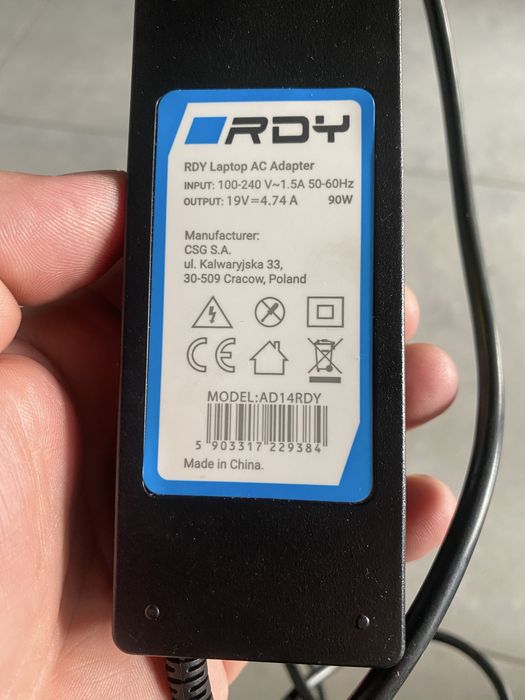 RDY
RDY Laptop AC Adapter
INPUT: 100-240 V~1.5A 50-60Hz
OUTPUT: 19V=4.74 A 90W
Manufacturer:
CSG S.A.
ul. Kalwaryjska 33,
30-509 Cracow, Poland
CE
MODEL:AD14RDY
5 903317 229384
Made in China.